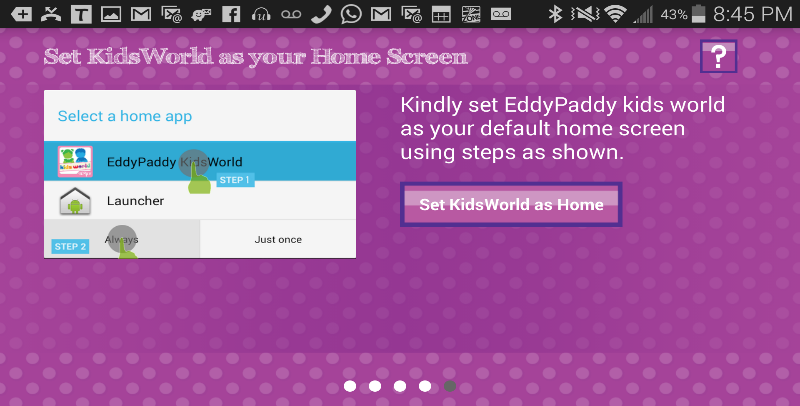 43% 8:45 PM
Set KidsWorld as your Home Screen
?
Select a home app
EddyPaddy KidsWorld
STEP 1
Launcher
Always
Just once
STEP 2
Kindly set EddyPaddy kids world
as your default home screen
using steps as shown.
Set KidsWorld as Home